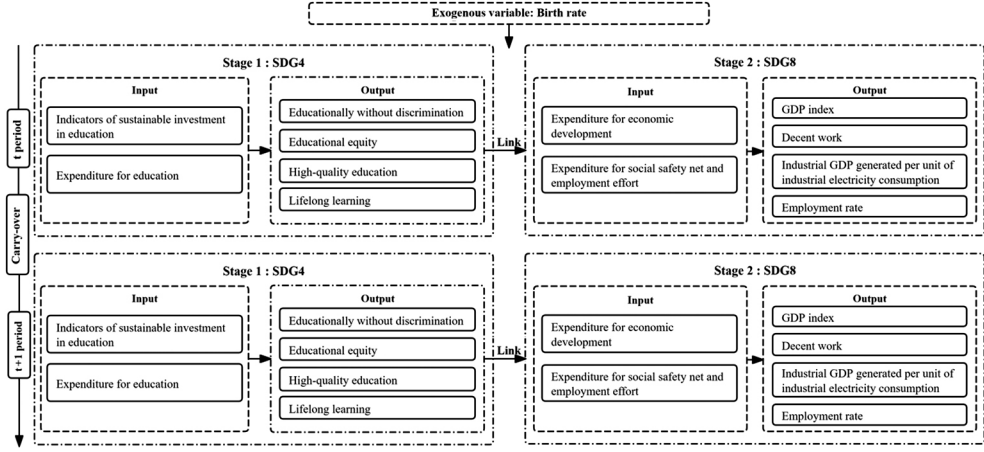 Exogenous variable: Birth rate
t period
Carry-over
t+1 period
Stage 1 : SDG4
Input
Indicators of sustainable investment
in education
Expenditure for education
Output
Educationally without discrimination
Educational equity
High-quality education
Lifelong learning
Link
Stage 2 : SDG8
Input
Expenditure for economic
development
Expenditure for social safety net and
employment effort
Output
GDP index
Decent work
Industrial GDP generated per unit of
industrial electricity consumption
Employment rate
Stage 1 : SDG4
Input
Indicators of sustainable investment
in education
Expenditure for education
Output
Educationally without discrimination
Educational equity
High-quality education
Lifelong learning
Link
Stage 2 : SDG8
Input
Expenditure for economic
development
Expenditure for social safety net and
employment effort
Output
GDP index
Decent work
Industrial GDP generated per unit of
industrial electricity consumption
Employment rate